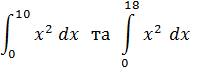 ∫₀¹⁰ x² dx та ∫₀¹⁸ x² dx